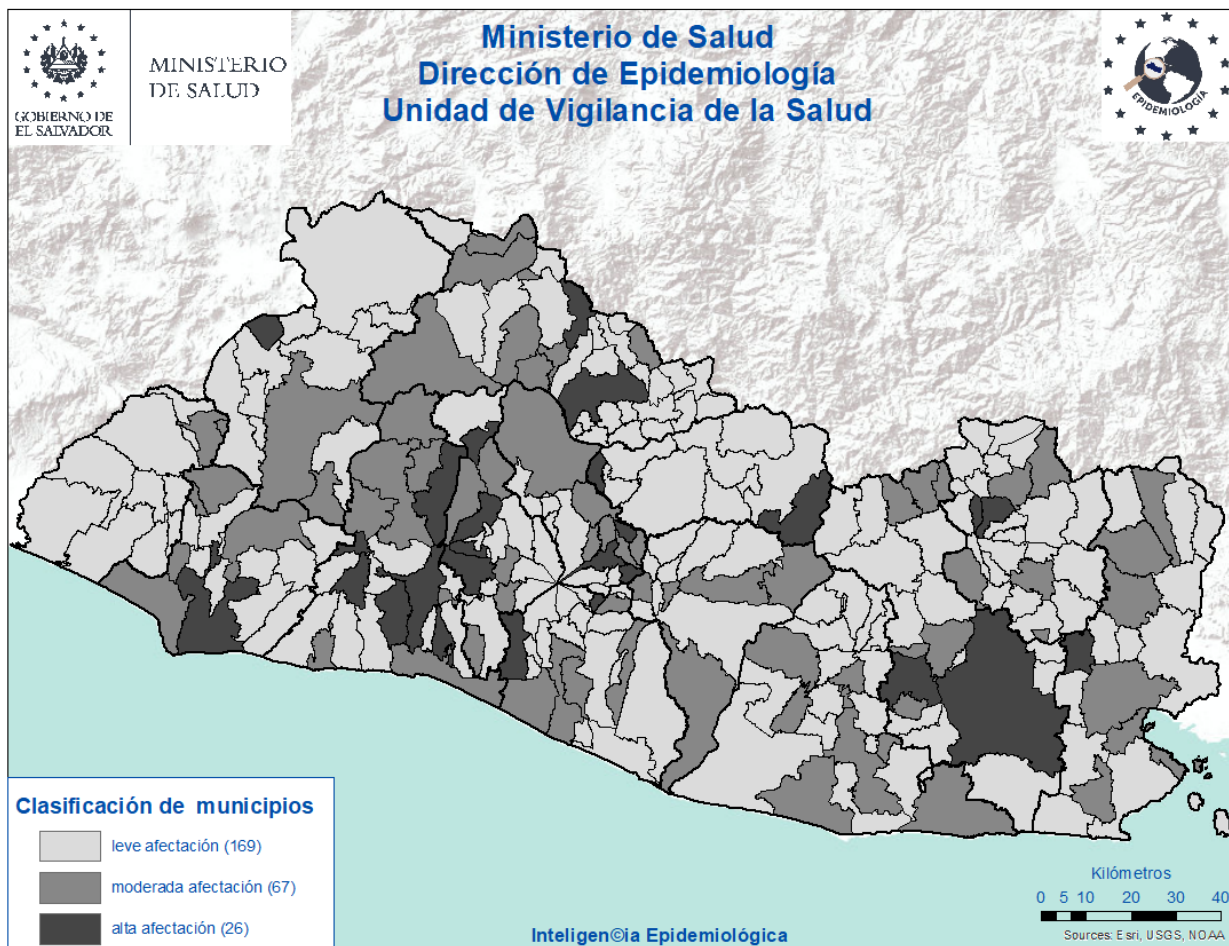 GOBIERNO DE
EL SALVADOR
MINISTERIO
DE SALUD
Ministerio de Salud
Dirección de Epidemiología
Unidad de Vigilancia de la Salud
EPIDEMIOLOGÍA
Clasificación de municipios
leve afectación (169)
moderada afectación (67)
alta afectación (26)
Inteligen©ia Epidemiológica
Kilómetros
0 5 10 20 30 40
Sources: Esri, USGS, NOAA